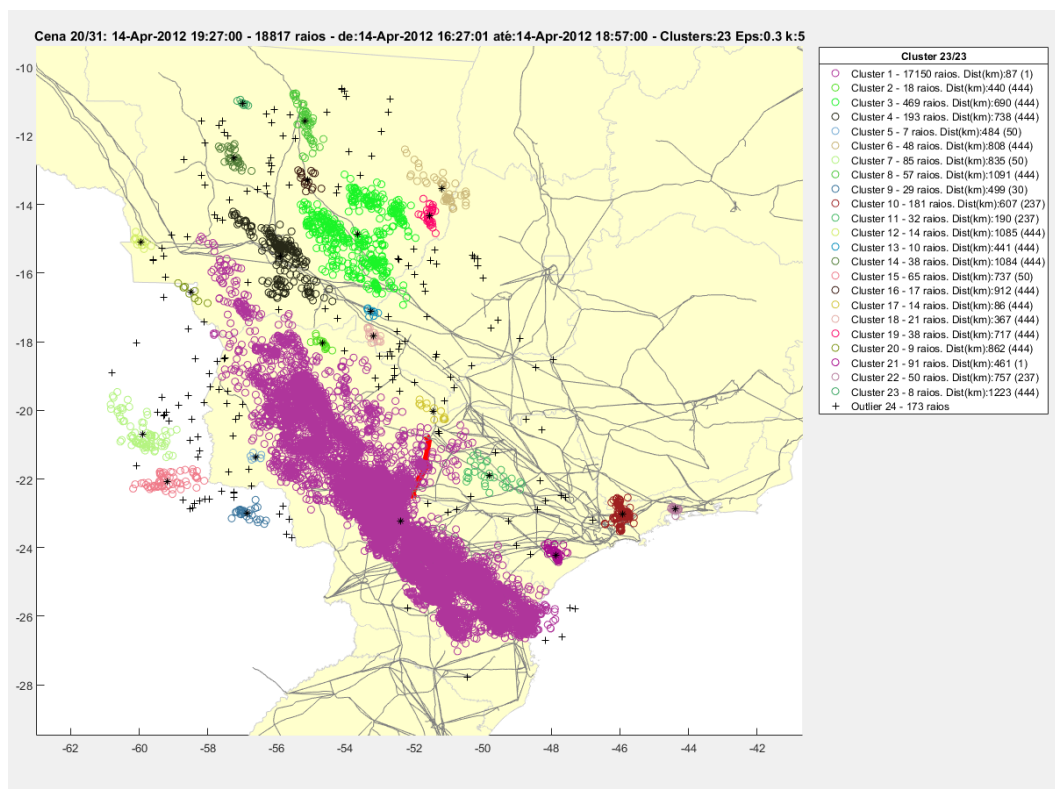 Cena 20/31: 14-Apr-2012 19:27:00 - 18817 raios - de:14-Apr-2012 16:27:01 até:14-Apr-2012 18:57:00 - Clusters:23 Eps:0.3 k:5
-10
-12
-14
-16
-18
-20
-22
-24
-26
-28
-62 -60 -58 -56 -54 -52 -50 -48 -46 -44 -42
Cluster 23/23
Cluster 1 - 17150 raios. Dist(km):87 (1)
Cluster 2 - 18 raios. Dist(km):440 (444)
Cluster 3 - 469 raios. Dist(km):690 (444)
Cluster 4 - 193 raios. Dist(km):738 (444)
Cluster 5 - 7 raios. Dist(km):484 (50)
Cluster 6 - 48 raios. Dist(km):808 (444)
Cluster 7 - 85 raios. Dist(km):835 (50)
Cluster 8 - 57 raios. Dist(km):1091 (444)
Cluster 9 - 29 raios. Dist(km):499 (30)
Cluster 10 - 181 raios. Dist(km):607 (237)
Cluster 11 - 32 raios. Dist(km):190 (237)
Cluster 12 - 14 raios. Dist(km):1085 (444)
Cluster 13 - 10 raios. Dist(km):441 (444)
Cluster 14 - 38 raios. Dist(km):1084 (444)
Cluster 15 - 65 raios. Dist(km):737 (50)
Cluster 16 - 17 raios. Dist(km):912 (444)
Cluster 17 - 14 raios. Dist(km):86 (444)
Cluster 18 - 21 raios. Dist(km):367 (444)
Cluster 19 - 38 raios. Dist(km):717 (444)
Cluster 20 - 9 raios. Dist(km):862 (444)
Cluster 21 - 91 raios. Dist(km):461 (1)
Cluster 22 - 50 raios. Dist(km):757 (237)
Cluster 23 - 8 raios. Dist(km):1223 (444)
Outlier 24 - 173 raios